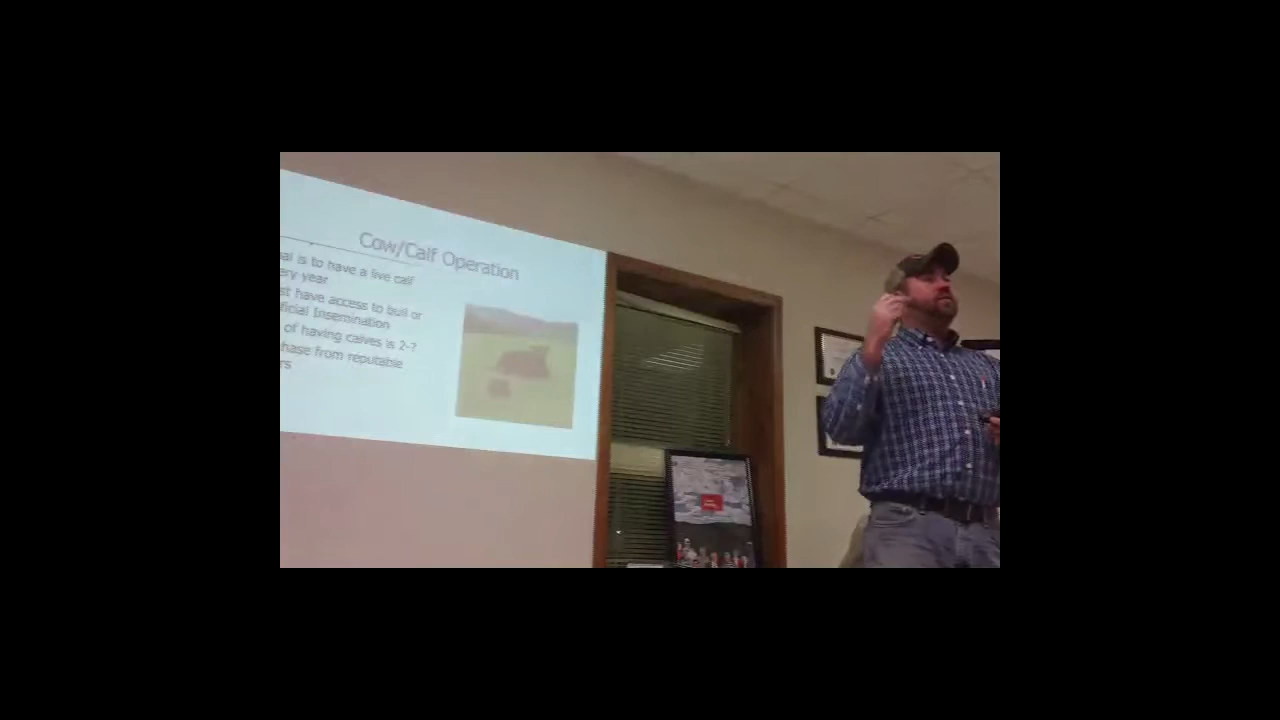 Cow/Calf Operation
al is to have a live calf
ery year
st have access to bull or
ficial Insemination
of having calves is 2-?
hase from reputable
rs